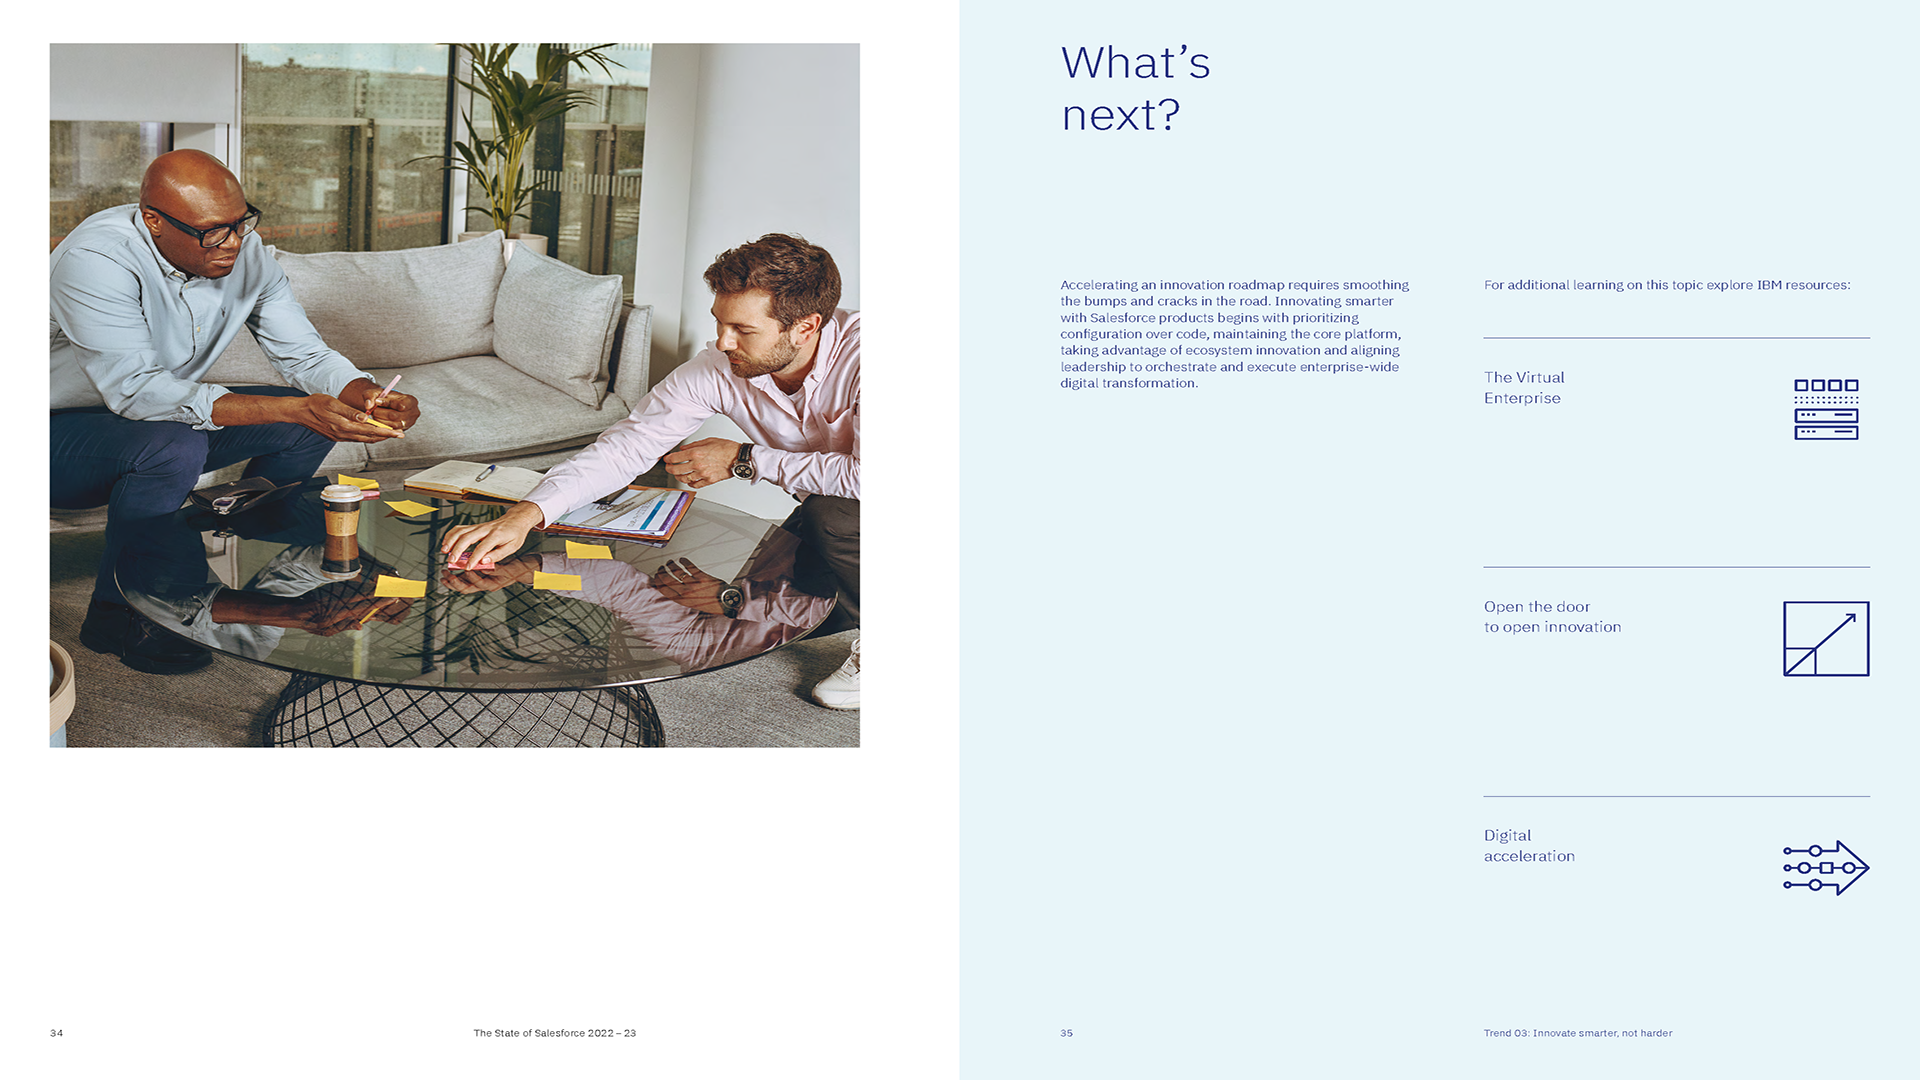 34
The State of Salesforce 2022 – 23
What’s
next?
Accelerating an innovation roadmap requires smoothing
the bumps and cracks in the road. Innovating smarter
with Salesforce products begins with prioritizing
configuration over code, maintaining the core platform,
taking advantage of ecosystem innovation and aligning
leadership to orchestrate and execute enterprise-wide
digital transformation.
For additional learning on this topic explore IBM resources:
The Virtual
Enterprise
Open the door
to open innovation
Digital
acceleration
35
Trend 03: Innovate smarter, not harder